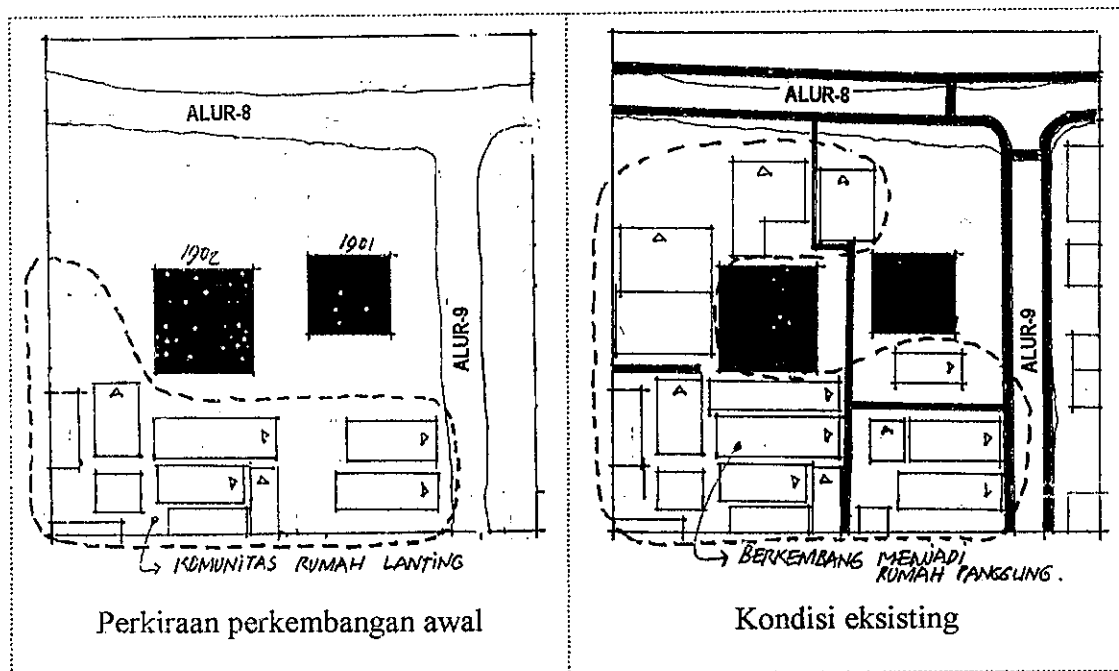 ALUR-8
1902
1901
ALUR-9
KOMUNITAS RUMAH LANTING
Perkiraan perkembangan awal
ALUR-8
ALUR-9
BERKEMBANG MENJADI
RUMAH PANGGUNG.
Kondisi eksisting